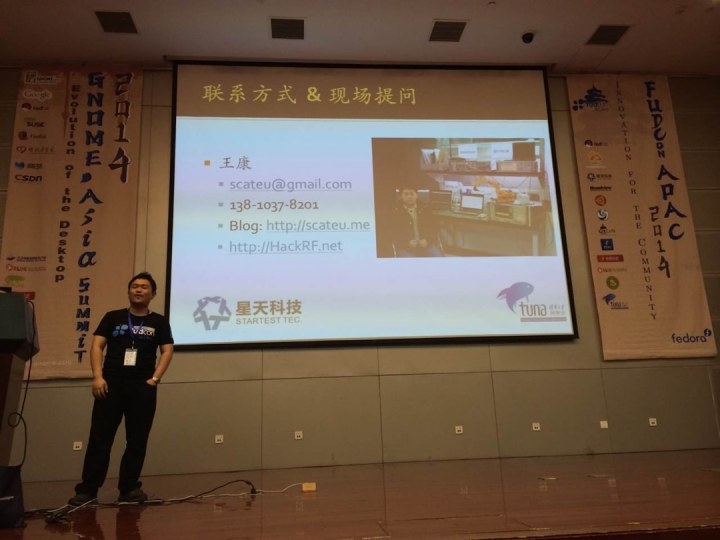 联系方式 & 现场提问
王康
scateu@gmail.com
138-1037-8201
Blog: http://scateu.me
http://HackRF.net
星天科技
STARTEST TEC.
tuna
GNOME.Asia Summit
2014
Evolution of the Desktop
Google
CSDN
FUDCon APAC
2014
Innovation for the Community
fedora